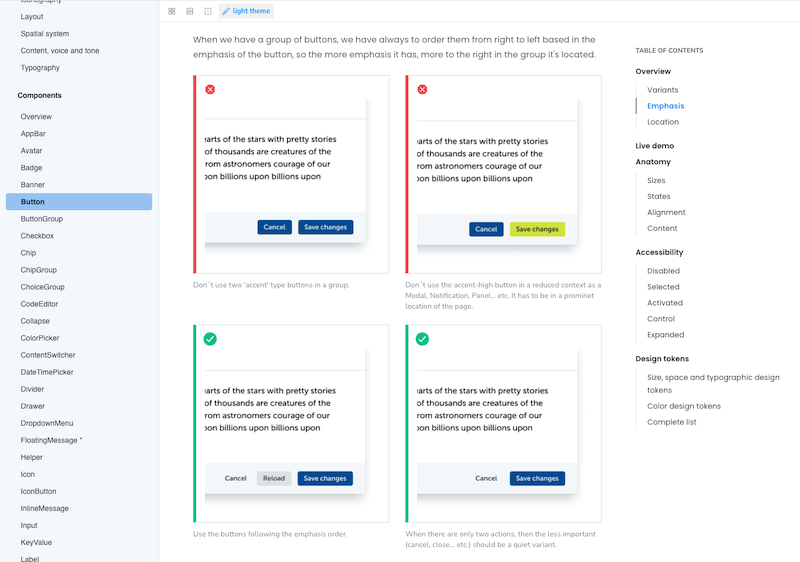 light theme
Layout
Spatial system
Content, voice and tone
Typography
Components
Overview
AppBar
Avatar
Badge
Banner
Button
ButtonGroup
Checkbox
Chip
ChipGroup
ChoiceGroup
CodeEditor
Collapse
ColorPicker
ContentSwitcher
DateTimePicker
Divider
Drawer
DropdownMenu
FloatingMessage *
Helper
Icon
IconButton
InlineMessage
Input
KeyValue
Label
When we have a group of buttons, we have always to order them from right to left based in the
emphasis of the button, so the more emphasis it has, more to the right in the group it's located.
earts of the stars with pretty stories
of thousands are creatures of the
rom astronomers courage of our
oon billions upon billions upon
Cancel
Save changes
Don´t use two 'accent' type buttons in a group.
earts of the stars with pretty stories
of thousands are creatures of the
rom astronomers courage of our
oon billions upon billions upon
Cancel
Save changes
Don´t use the accent-high button in a reduced context as a
Modal, Notification, Panel... etc. It has to be in a prominet
location of the page.
earts of the stars with pretty stories
of thousands are creatures of the
rom astronomers courage of our
oon billions upon billions upon
Cancel
Reload
Save changes
Use the buttons following the emphasis order.
earts of the stars with pretty stories
of thousands are creatures of the
rom astronomers courage of our
oon billions upon billions upon
Cancel
Save changes
When there are only two actions, then the less important
(cancel, close... etc.) should be a quiet variant.
TABLE OF CONTENTS
Overview
Variants
Emphasis
Location
Live demo
Anatomy
Sizes
States
Alignment
Content
Accessibility
Disabled
Selected
Activated
Control
Expanded
Design tokens
Size, space and typographic design
tokens
Color design tokens
Complete list